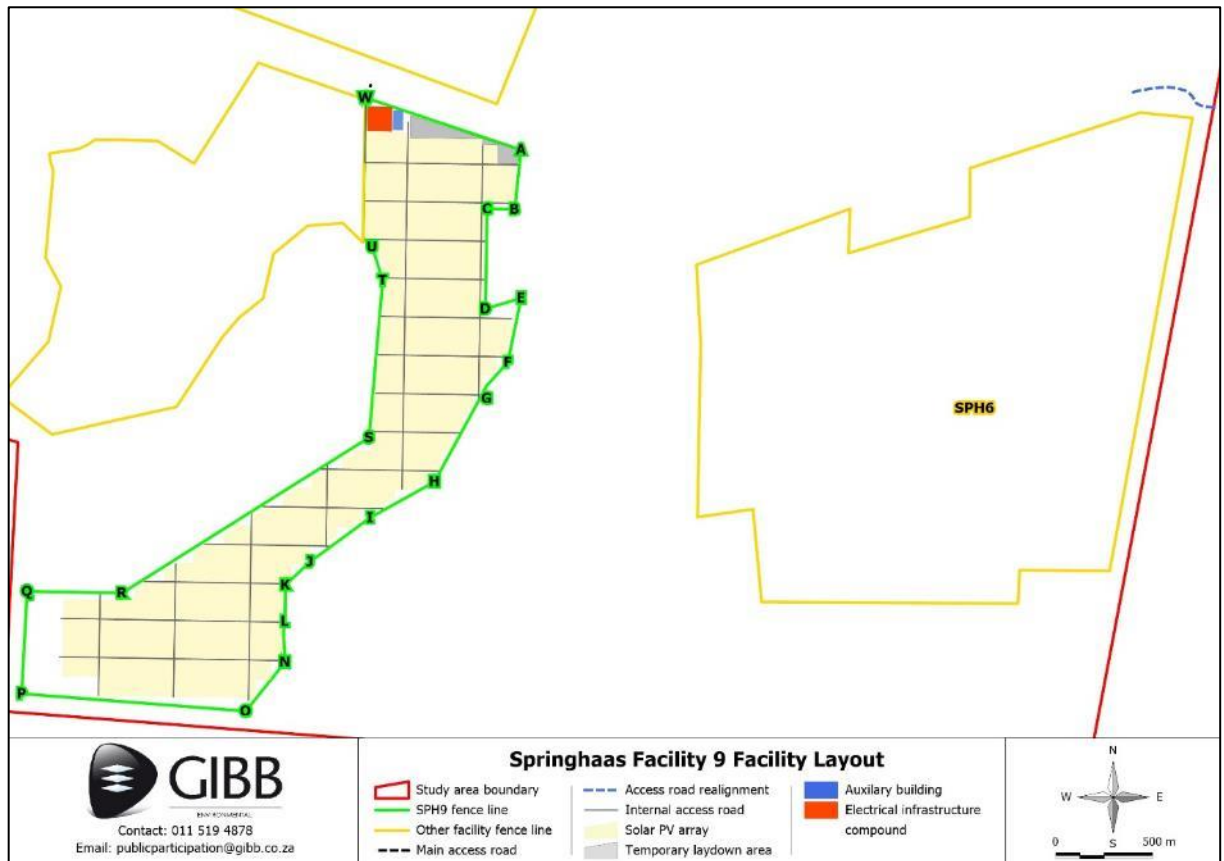 W
A
C B
U
T
E
D
F
G
SPH6
S
H
I
J
Q R K
L
N
P
O
GIBB
ENVIRONMENTAL
Contact: 011 519 4878
Email: publicparticipation@gibb.co.za
Springhaas Facility 9 Facility Layout
Study area boundary
SPH9 fence line
Other facility fence line
Main access road
Access road realignment
Internal access road
Solar PV array
Temporary laydown area
Auxilary building
Electrical infrastructure
compound
N
W E
S
0 500 m